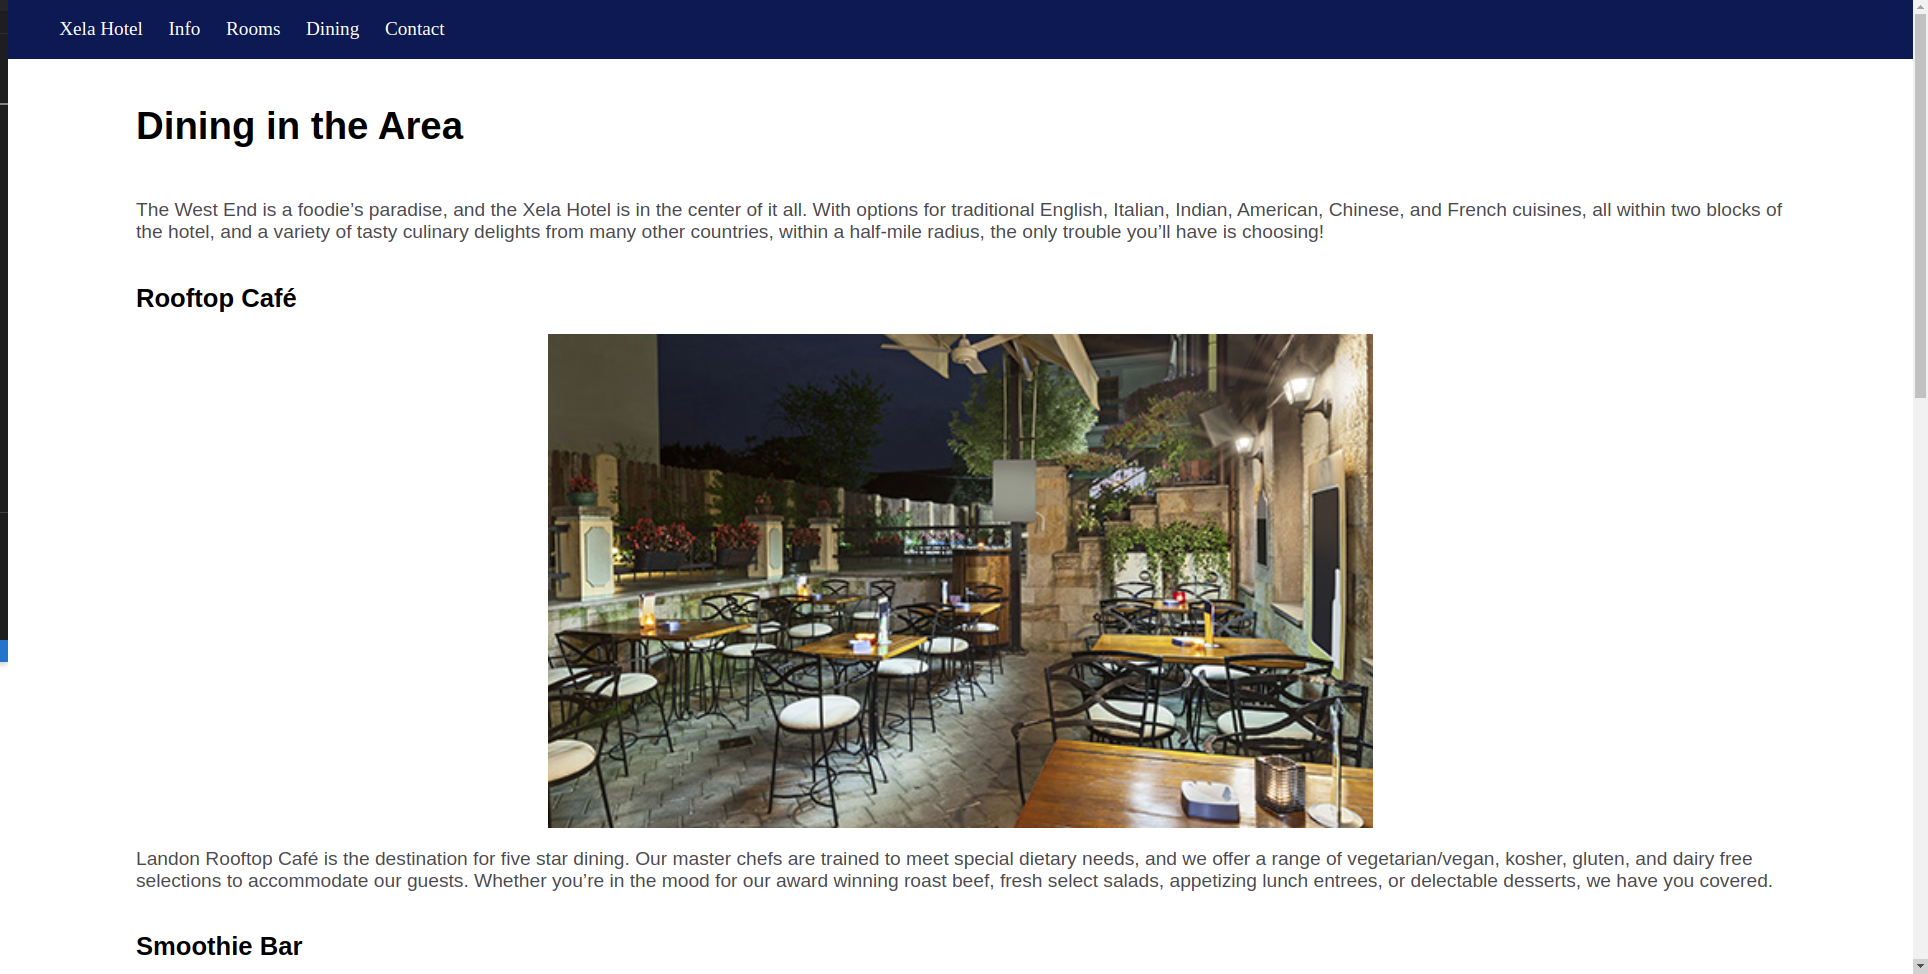 Xela Hotel Info Rooms Dining Contact
Dining in the Area
The West End is a foodie’s paradise, and the Xela Hotel is in the center of it all. With options for traditional English, Italian, Indian, American, Chinese, and French cuisines, all within two blocks of
the hotel, and a variety of tasty culinary delights from many other countries, within a half-mile radius, the only trouble you’ll have is choosing!
Rooftop Café
Landon Rooftop Café is the destination for five star dining. Our master chefs are trained to meet special dietary needs, and we offer a range of vegetarian/vegan, kosher, gluten, and dairy free
selections to accommodate our guests. Whether you’re in the mood for our award winning roast beef, fresh select salads, appetizing lunch entrees, or delectable desserts, we have you covered.
Smoothie Bar